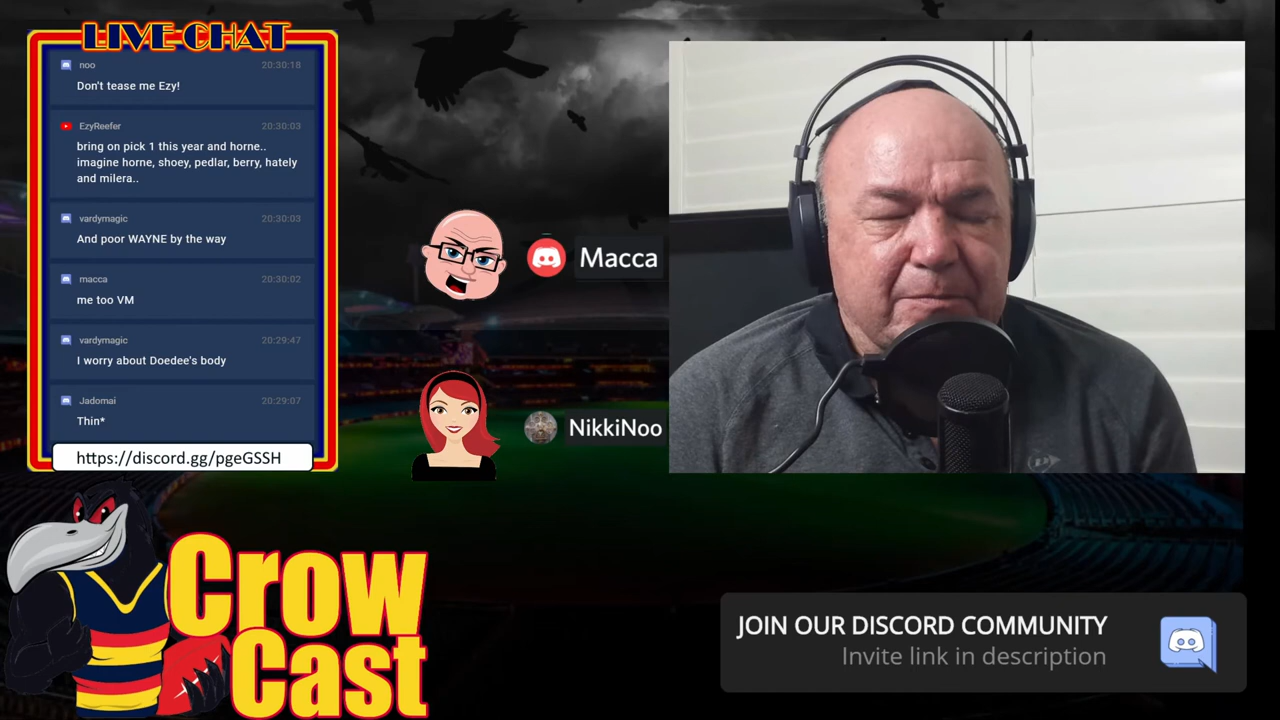 LIVE CHAT
noo 20:30:18
Don't tease me Ezy!
EzyReefer 20:30:03
bring on pick 1 this year and horne..
imagine horne, shoey, pedlar, berry, hately
and milera..
vardymagic 20:30:03
And poor WAYNE by the way
macca 20:30:02
me too VM
vardymagic 20:29:47
I worry about Doedee's body
Jadomai 20:29:07
Thin*
https://discord.gg/pgeGSSH
Macca
NikkiNoo
Crow
Cast
JOIN OUR DISCORD COMMUNITY
Invite link in description